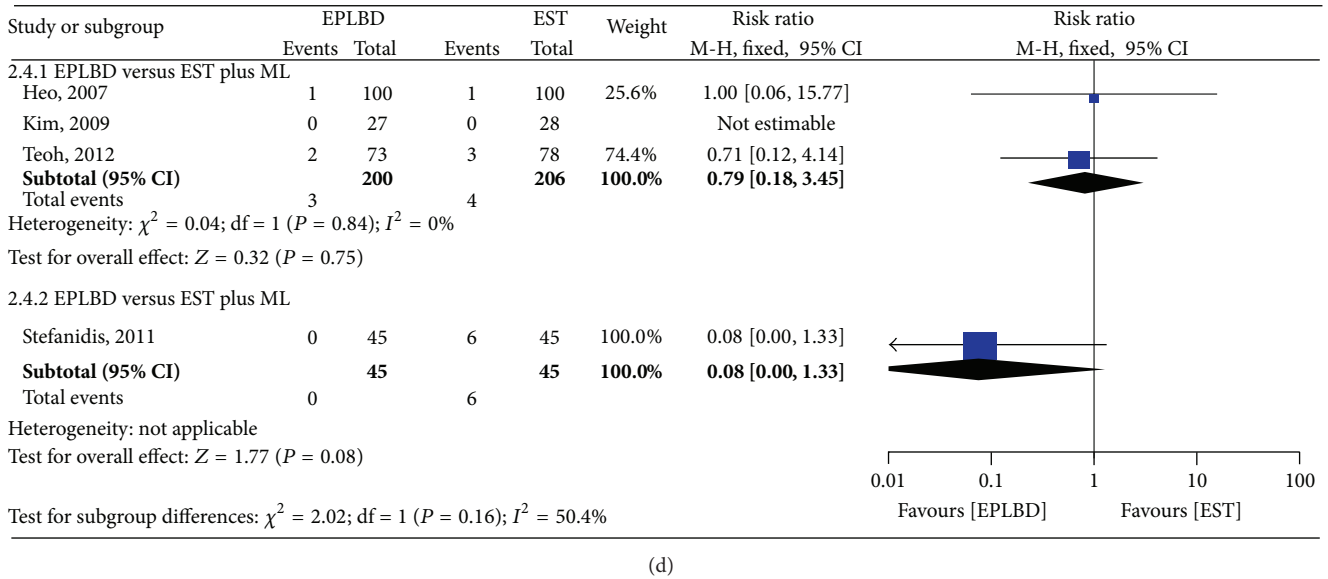 Study or subgroup EPLBD EST Weight Risk ratio Risk ratio
Events Total Events Total M-H, fixed, 95% CI M-H, fixed, 95% CI
2.4.1 EPLBD versus EST plus ML
Heo, 2007 1 100 1 100 25.6% 1.00 [0.06, 15.77]
Kim, 2009 0 27 0 28 Not estimable
Teoh, 2012 2 73 3 78 74.4% 0.71 [0.12, 4.14]
Subtotal (95% CI) 200 206 100.0% 0.79 [0.18, 3.45]
Total events 3 4
Heterogeneity: χ² = 0.04; df = 1 (P = 0.84); I² = 0%
Test for overall effect: Z = 0.32 (P = 0.75)
2.4.2 EPLBD versus EST plus ML
Stefanidis, 2011 0 45 6 45 100.0% 0.08 [0.00, 1.33]
Subtotal (95% CI) 45 45 100.0% 0.08 [0.00, 1.33]
Total events 0 6
Heterogeneity: not applicable
Test for overall effect: Z = 1.77 (P = 0.08)
0.01 0.1 1 10 100
Test for subgroup differences: χ² = 2.02; df = 1 (P = 0.16); I² = 50.4% Favours [EPLBD] Favours [EST]
(d)